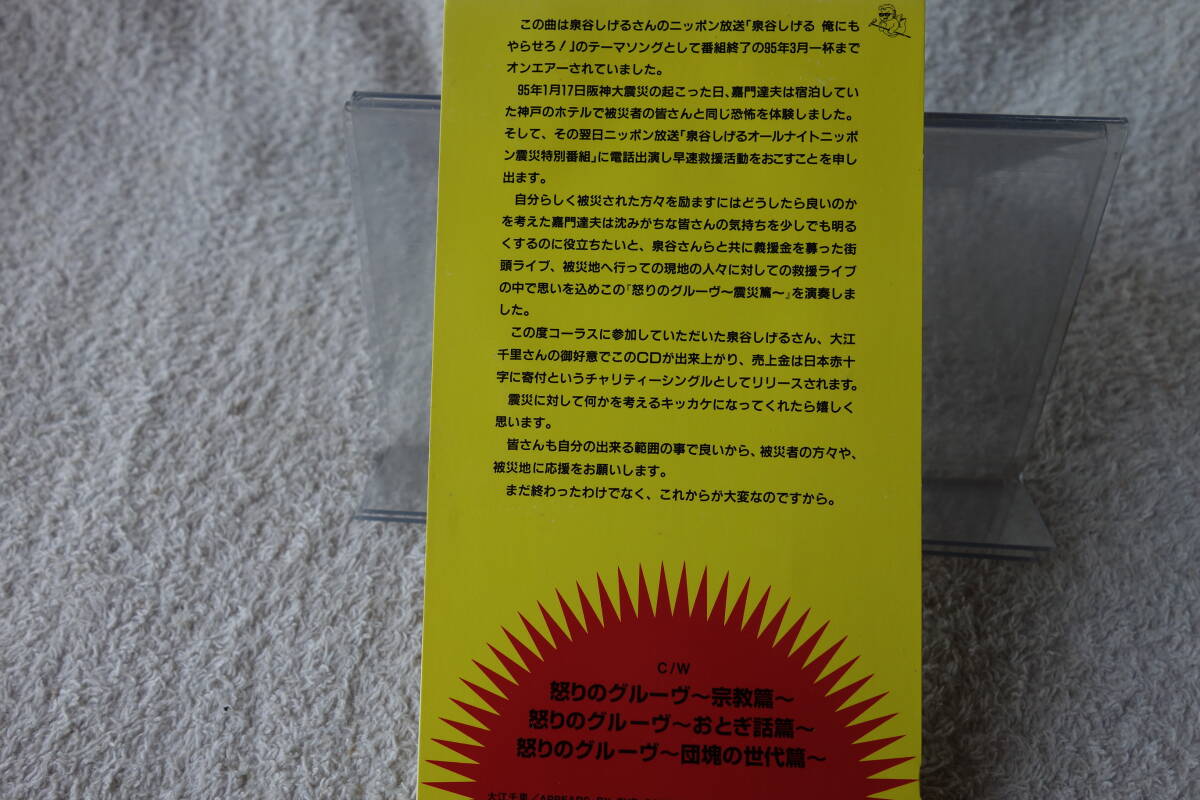 この曲は泉谷しげるさんのニッポン放送「泉谷しげる 俺にも
やらせろ!」のテーマソングとして番組終了の95年3月一杯まで
オンエアーされていました。
95年1月17日阪神大震災の起こった日、嘉門達夫は宿泊してい
た神戸のホテルで被災者の皆さんと同じ恐怖を体験しました。
そして、その翌日ニッポン放送「泉谷しげるオールナイトニッポ
ン震災特別番組」に電話出演し早速救援活動をおこすことを申し
出ます。
自分らしく被災された方々を励ますにはどうしたら良いのか
を考えた嘉門達夫は沈みがちな皆さんの気持ちを少しでも明る
くするのに役立ちたいと、泉谷さんらと共に義援金を募った街
頭ライブ、被災地へ行っての現地の人々に対しての救援ライブ
の中で思いを込めこの『怒りのグルーヴ〜震災篇〜』を演奏しま
した。
この度コーラスに参加していただいた泉谷しげるさん、大江
千里さんの御好意でこのCDが出来上がり、売上金は日本赤十
字に寄付というチャリティーシングルとしてリリースされます。
震災に対して何かを考えるキッカケになってくれたら嬉しく
思います。
皆さんも自分の出来る範囲の事で良いから、被災者の方々や、
被災地に応援をお願いします。
まだ終わったわけでなく、これからが大変なのですから。
C/W
怒りのグルーヴ〜宗教篇〜
怒りのグルーヴ〜おとぎ話篇〜
怒りのグルーヴ〜団塊の世代篇〜
大江千里/APPEARS